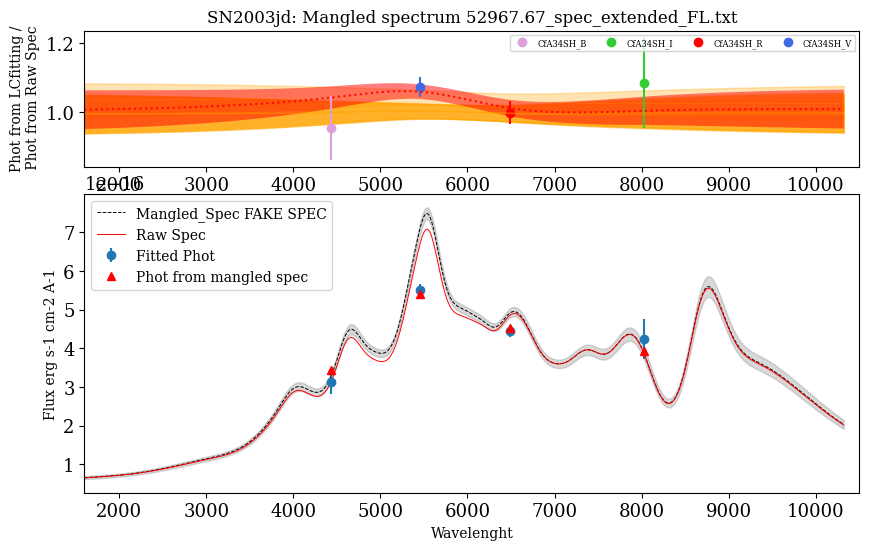 SN2003jd: Mangled spectrum 52967.67_spec_extended_FL.txt
Phot from LCfitting /
Phot from Raw Spec
1.2
1.0
CfA34SH_B
CfA34SH_I
CfA34SH_R
CfA34SH_V
2000 3000 4000 5000 6000 7000 8000 9000 10000
1e−16
Flux erg s-1 cm-2 A-1
7
6
5
4
3
2
1
Mangled_Spec FAKE SPEC
Raw Spec
Fitted Phot
Phot from mangled spec
2000 3000 4000 5000 6000 7000 8000 9000 10000
Wavelenght